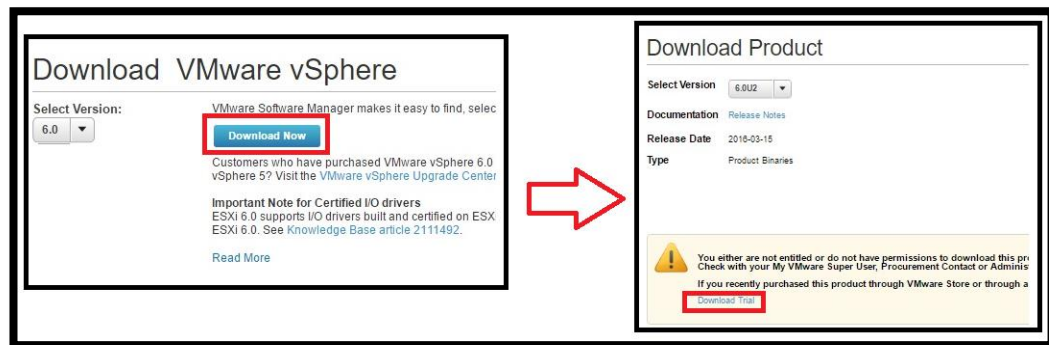 Download VMware vSphere
Select Version:
6.0
VMware Software Manager makes it easy to find, selec
Download Now
Customers who have purchased VMware vSphere 6.0
vSphere 5? Visit the VMware vSphere Upgrade Center
Important Note for Certified I/O drivers
ESXi 6.0 supports I/O drivers built and certified on ESX
ESXi 6.0. See Knowledge Base article 2111492.
Read More
Download Product
Select Version 6.0U2
Documentation Release Notes
Release Date 2016-03-15
Type Product Binaries
You either are not entitled or do not have permissions to download this pr
Check with your My VMware Super User, Procurement Contact or Adminis
If you recently purchased this product through VMware Store or through a
Download Trial